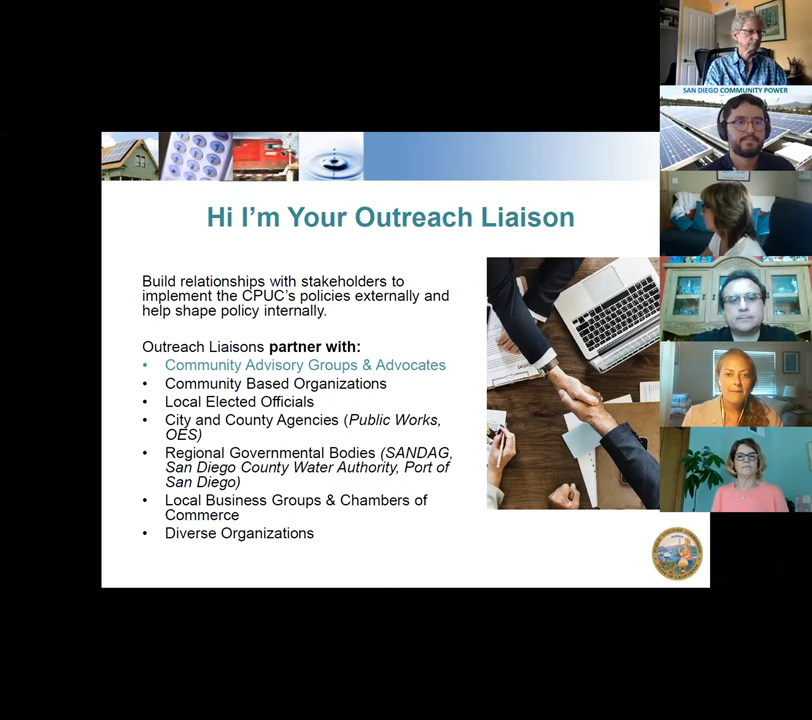 SAN DIEGO COMMUNITY POWER
Hi I'm Your Outreach Liaison
Build relationships with stakeholders to
implement the CPUC's policies externally and
help shape policy internally.
Outreach Liaisons partner with:
• Community Advisory Groups & Advocates
• Community Based Organizations
• Local Elected Officials
• City and County Agencies (Public Works,
OES)
• Regional Governmental Bodies (SANDAG,
San Diego County Water Authority, Port of
San Diego)
• Local Business Groups & Chambers of
Commerce
• Diverse Organizations